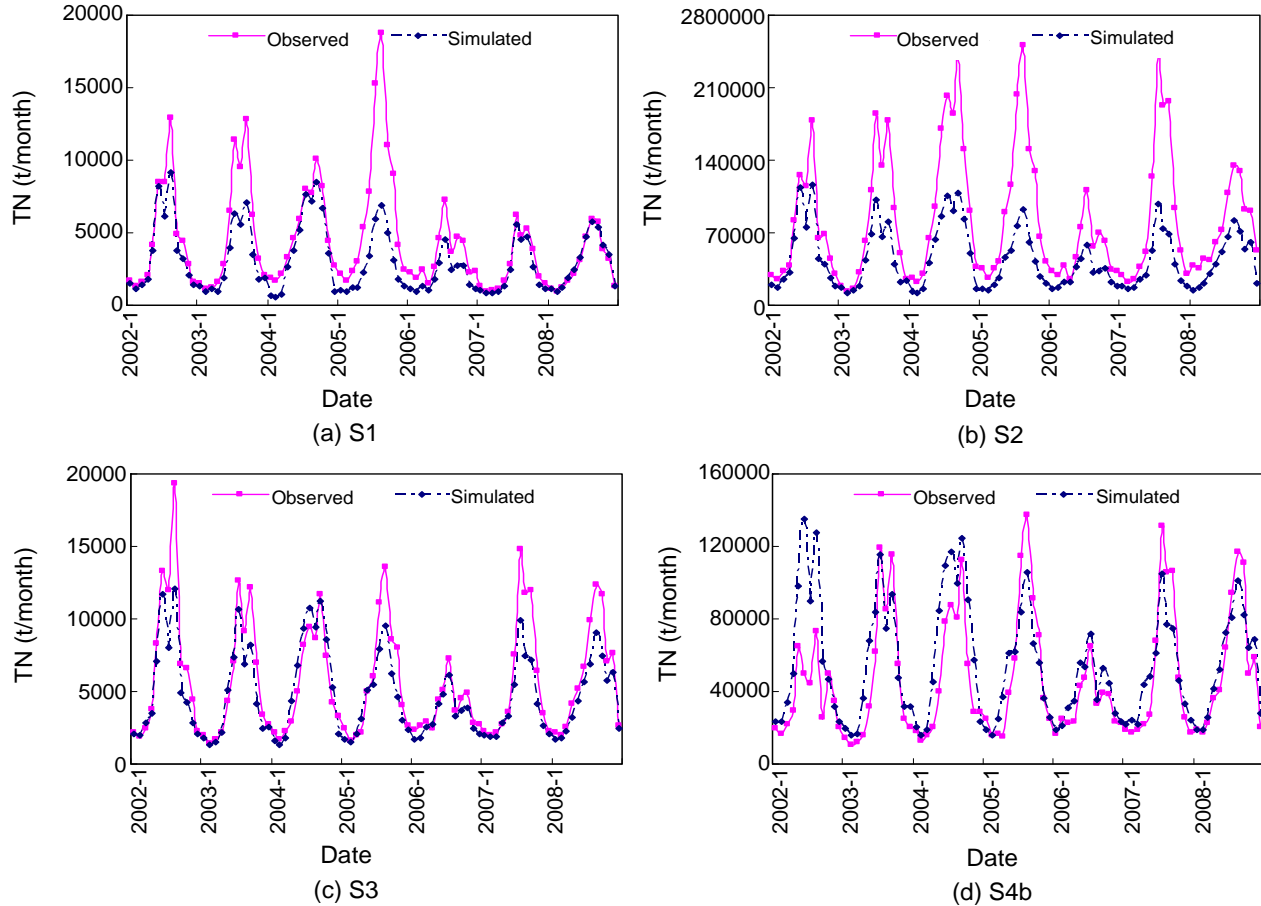 20000
15000
10000
5000
0
TN (t/month)
Observed
Simulated
2002-1
2003-1
2004-1
2005-1
2006-1
2007-1
2008-1
Date
(a) S1
2800000
210000
140000
70000
0
TN (t/month)
Observed
Simulated
2002-1
2003-1
2004-1
2005-1
2006-1
2007-1
2008-1
Date
(b) S2
20000
15000
10000
5000
0
TN (t/month)
Observed
Simulated
2002-1
2003-1
2004-1
2005-1
2006-1
2007-1
2008-1
Date
(c) S3
160000
120000
80000
40000
0
TN (t/month)
Observed
Simulated
2002-1
2003-1
2004-1
2005-1
2006-1
2007-1
2008-1
Date
(d) S4b